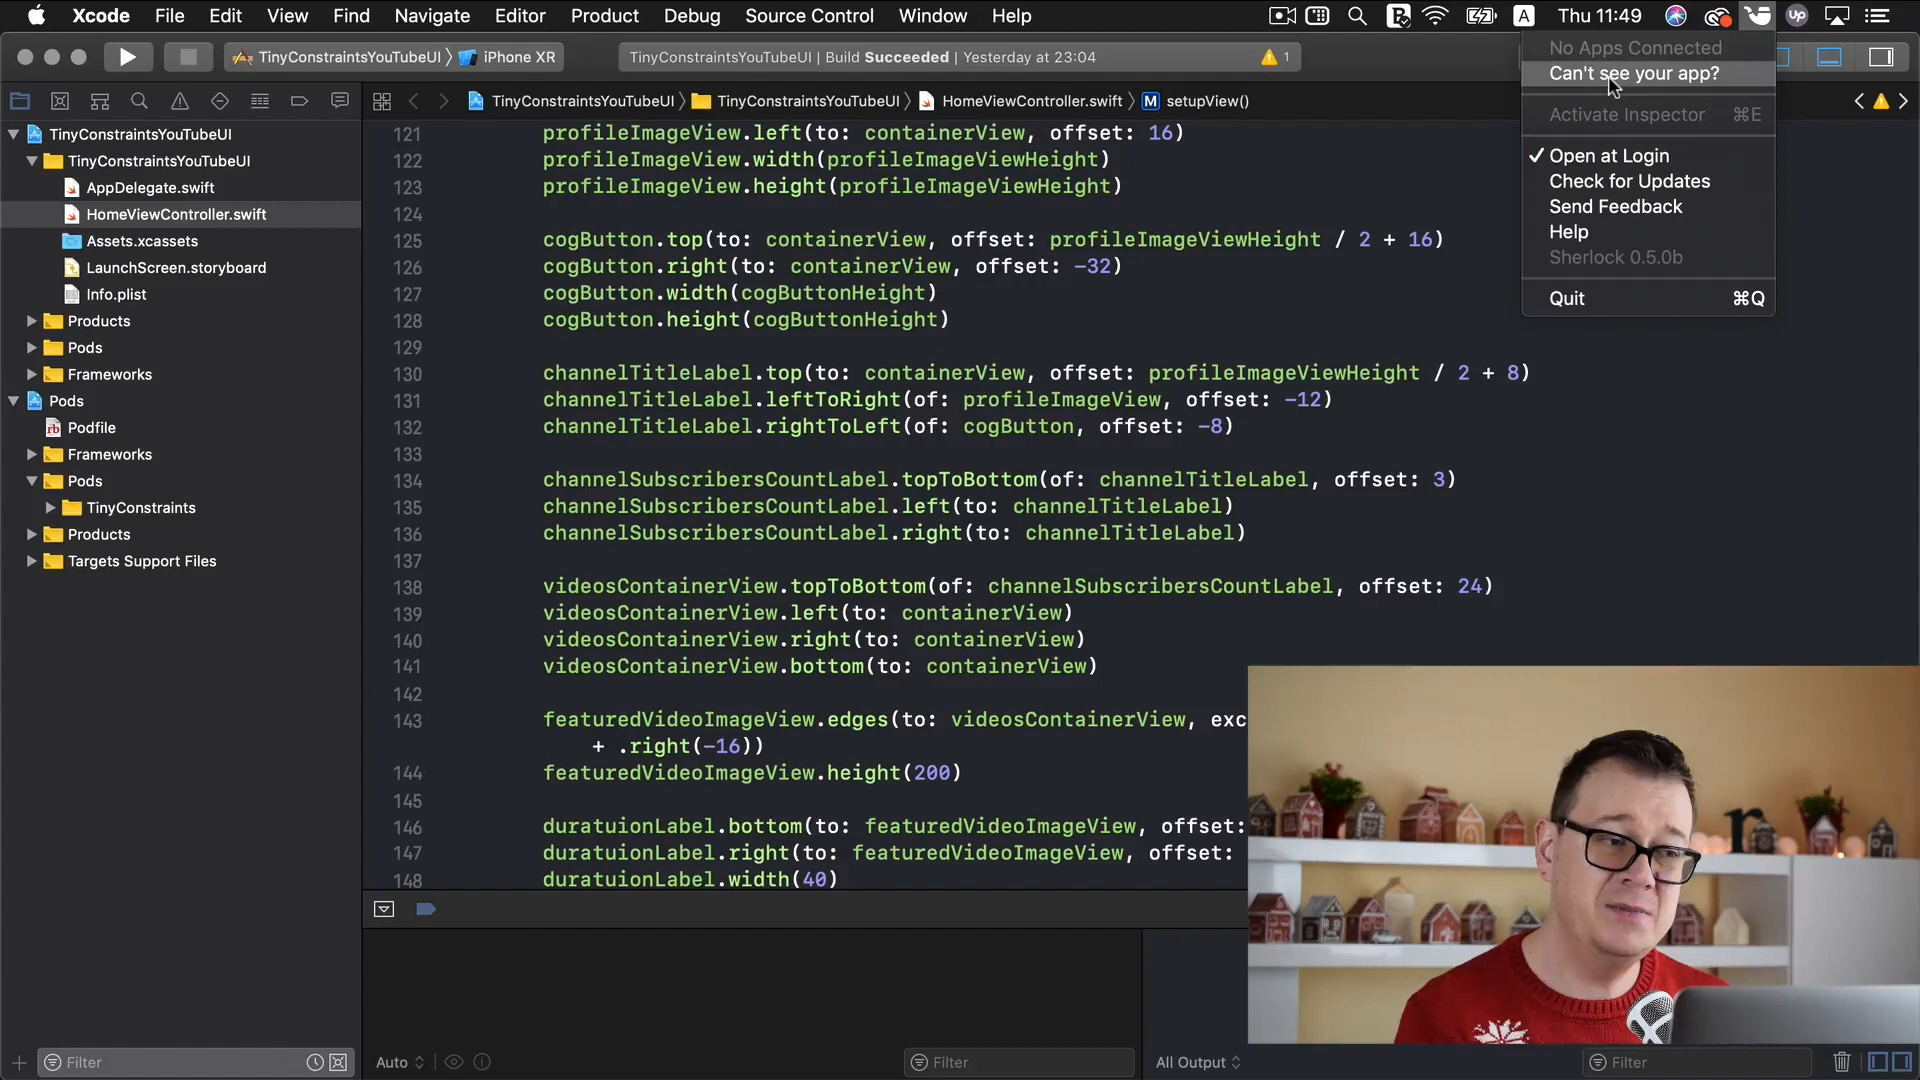 Xcode File Edit View Find Navigate Editor Product Debug Source Control Window Help
A Thu 11:49 Up
TinyConstraintsYouTubeUI iPhone XR
TinyConstraintsYouTubeUI | Build Succeeded | Yesterday at 23:04
1
No Apps Connected
Can't see your app?
Activate Inspector ⌘E
✓ Open at Login
Check for Updates
Send Feedback
Help
Sherlock 0.5.0b
Quit ⌘Q
TinyConstraintsYouTubeUI TinyConstraintsYouTubeUI HomeViewController.swift M setupView()
TinyConstraintsYouTubeUI
TinyConstraintsYouTubeUI
AppDelegate.swift
HomeViewController.swift
Assets.xcassets
LaunchScreen.storyboard
Info.plist
Products
Pods
Frameworks
Pods
rb Podfile
Frameworks
Pods
TinyConstraints
Products
Targets Support Files
Filter
121 profileImageView.left(to: containerView, offset: 16)
122 profileImageView.width(profileImageViewHeight)
123 profileImageView.height(profileImageViewHeight)
124
125 cogButton.top(to: containerView, offset: profileImageViewHeight / 2 + 16)
126 cogButton.right(to: containerView, offset: -32)
127 cogButton.width(cogButtonHeight)
128 cogButton.height(cogButtonHeight)
129
130 channelTitleLabel.top(to: containerView, offset: profileImageViewHeight / 2 + 8)
131 channelTitleLabel.leftToRight(of: profileImageView, offset: -12)
132 channelTitleLabel.rightToLeft(of: cogButton, offset: -8)
133
134 channelSubscribersCountLabel.topToBottom(of: channelTitleLabel, offset: 3)
135 channelSubscribersCountLabel.left(to: channelTitleLabel)
136 channelSubscribersCountLabel.right(to: channelTitleLabel)
137
138 videosContainerView.topToBottom(of: channelSubscribersCountLabel, offset: 24)
139 videosContainerView.left(to: containerView)
140 videosContainerView.right(to: containerView)
141 videosContainerView.bottom(to: containerView)
142
143 featuredVideoImageView.edges(to: videosContainerView, exc
+ .right(-16))
144 featuredVideoImageView.height(200)
145
146 duratuionLabel.bottom(to: featuredVideoImageView, offset:
147 duratuionLabel.right(to: featuredVideoImageView, offset:
148 duratuionLabel.width(40)
Auto Filter All Output Filter
r